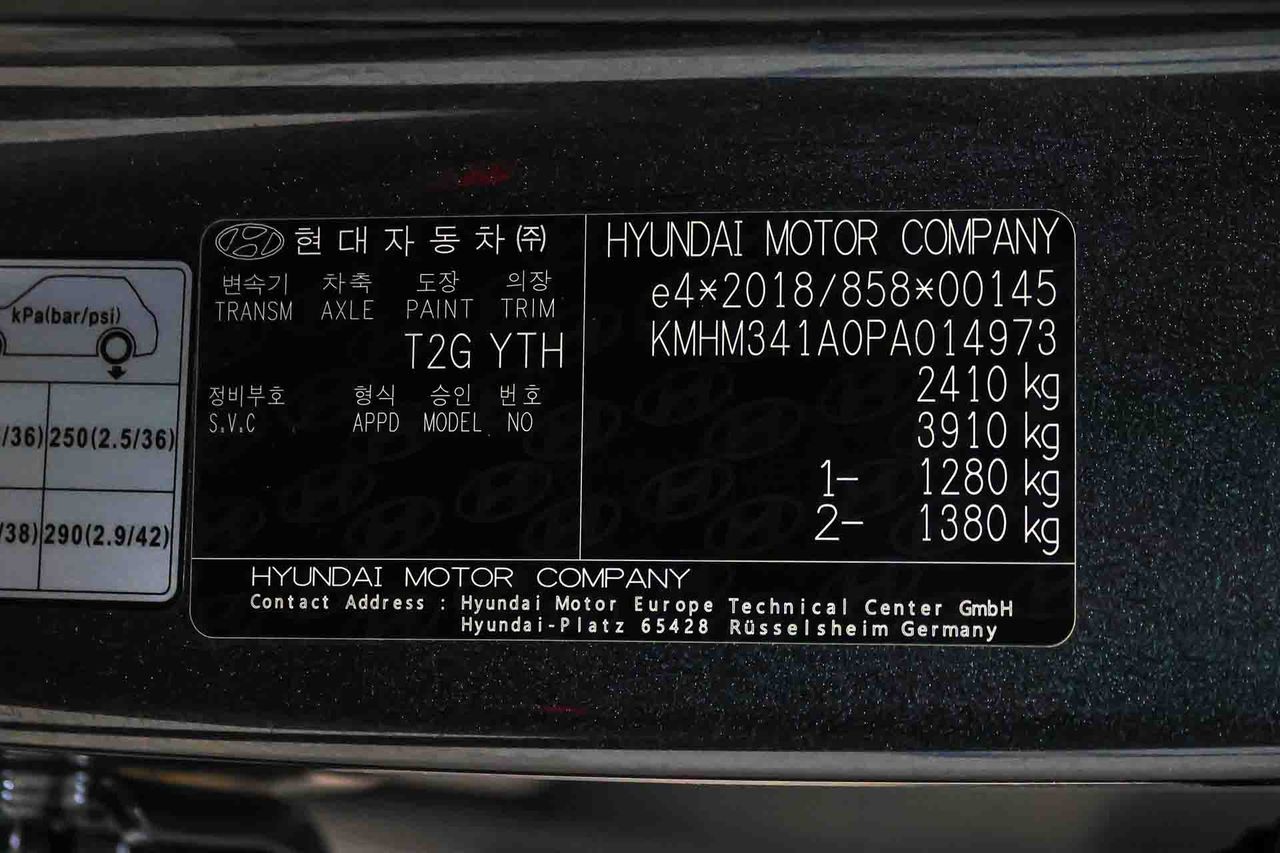 kPa(bar/psi)
/36) 250(2.5/36)
/38) 290(2.9/42)
현대자동차㈜
변속기 차축 도장 의장
TRANSM AXLE PAINT TRIM
T2G YTH
정비부호 형식 승인 번호
S.V.C APPD MODEL NO
HYUNDAI MOTOR COMPANY
e4*2018/858*00145
KMHM341A0PA014973
2410 kg
3910 kg
1- 1280 kg
2- 1380 kg
HYUNDAI MOTOR COMPANY
Contact Address : Hyundai Motor Europe Technical Center GmbH
Hyundai-Platz 65428 Rüsselsheim Germany